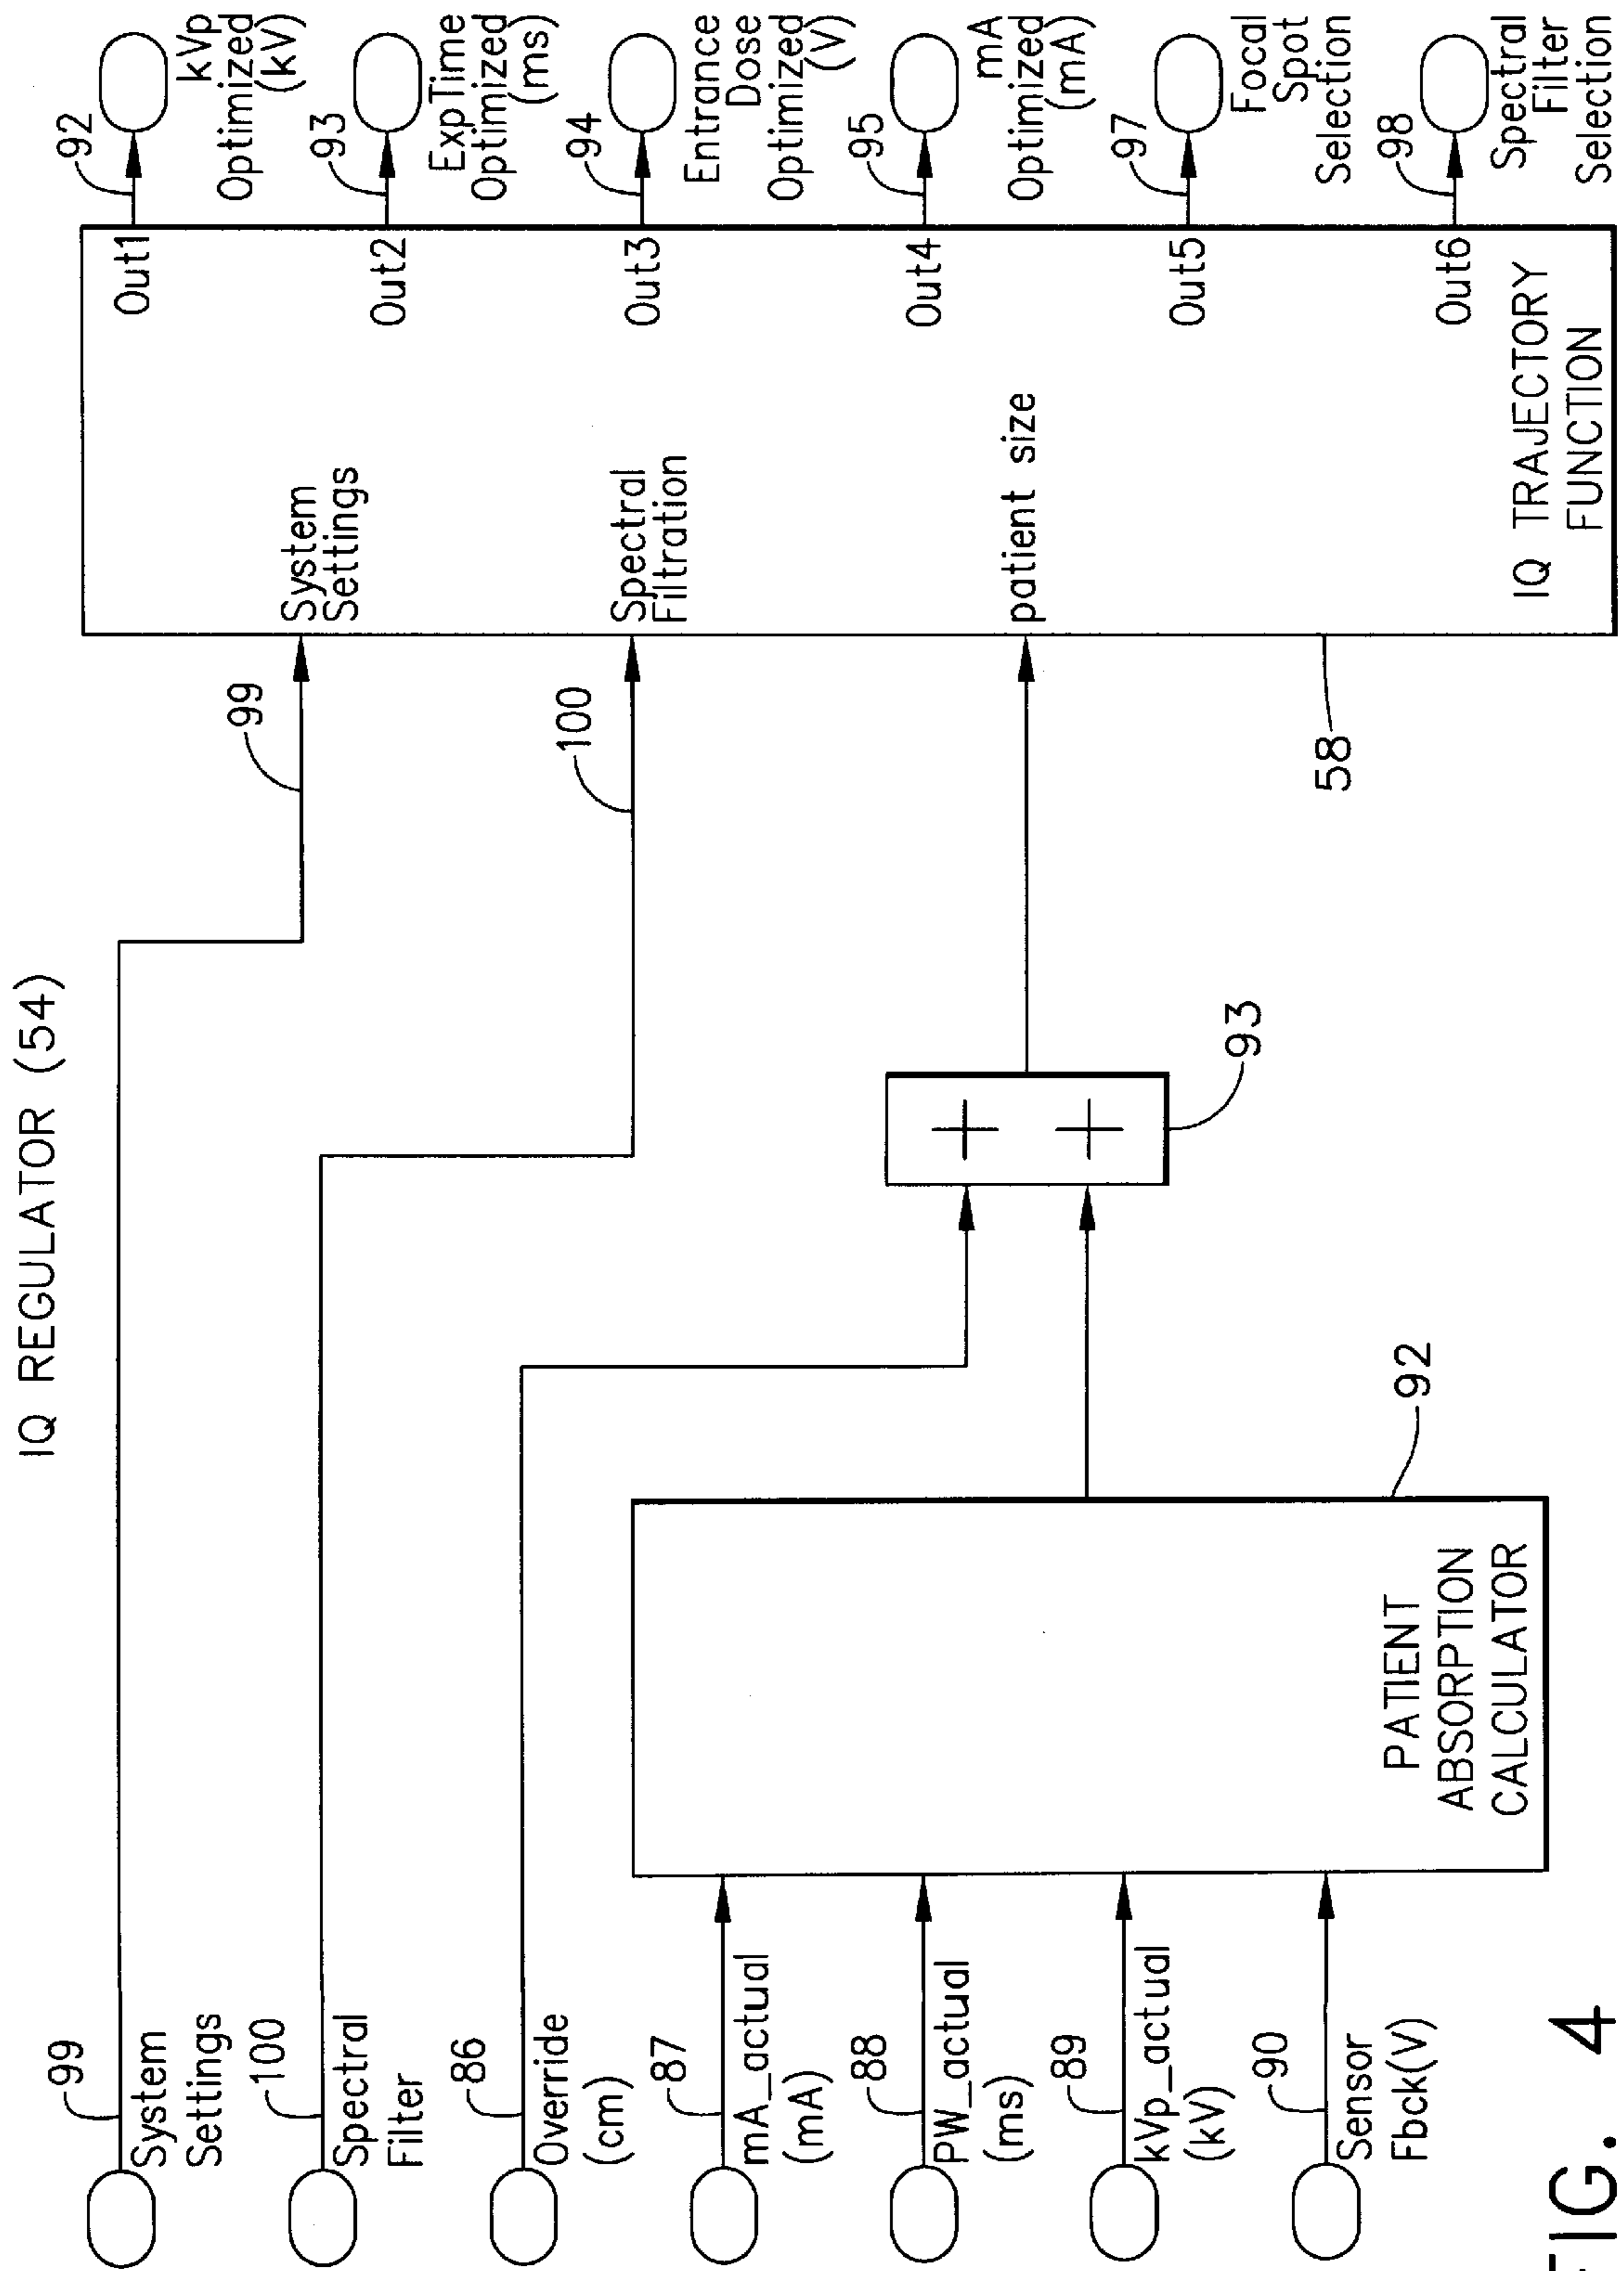 IQ REGULATOR (54)
99
System
Settings
100
Spectral
Filter
86
Override
(cm)
87
mA_actual
(mA)
88
PW_actual
(ms)
89
kVp_actual
(kV)
90
Sensor
Fbck(V)
PATIENT
ABSORPTION
CALCULATOR
92
93
99
100
58
System
Settings
Spectral
Filtration
patient size
IQ TRAJECTORY
FUNCTION
Out1
Out2
Out3
Out4
Out5
Out6
92
kVp
Optimized
(kV)
93
Exp Time
Optimized
(ms)
94
Entrance
Dose
Optimized
(V)
95
mA
Optimized
(mA)
97
Focal
Spot
Selection
98
Spectral
Filter
Selection
FIG. 4